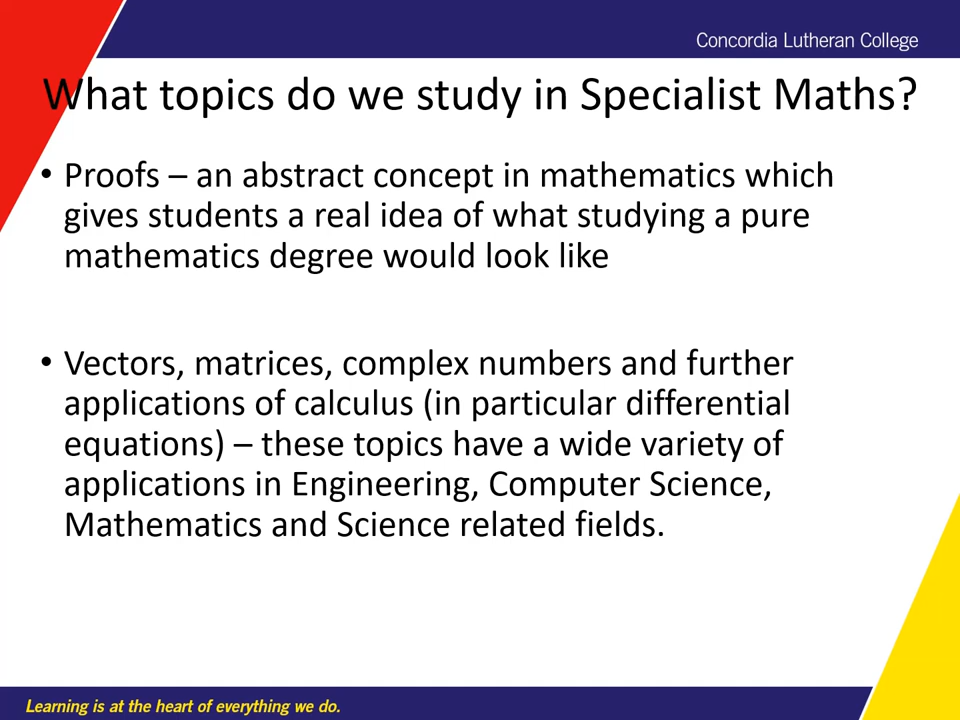 Concordia Lutheran College
What topics do we study in Specialist Maths?
• Proofs – an abstract concept in mathematics which
gives students a real idea of what studying a pure
mathematics degree would look like
• Vectors, matrices, complex numbers and further
applications of calculus (in particular differential
equations) – these topics have a wide variety of
applications in Engineering, Computer Science,
Mathematics and Science related fields.
Learning is at the heart of everything we do.